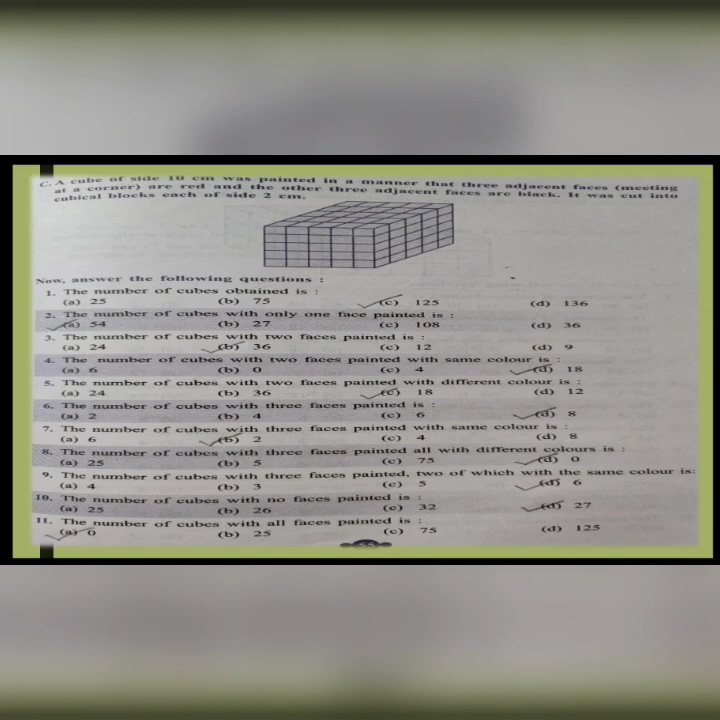 C. A cube of side 10 cm was painted in a manner that three adjacent faces (meeting
at a corner) are red and the other three adjacent faces are black. It was cut into
cubical blocks each of side 2 cm.
Now, answer the following questions :
1. The number of cubes obtained is :
(a) 25 (b) 75 (c) 125 (d) 136
2. The number of cubes with only one face painted is :
(a) 54 (b) 27 (c) 108 (d) 36
3. The number of cubes with two faces painted is :
(a) 24 (b) 36 (c) 12 (d) 9
4. The number of cubes with two faces painted with same colour is :
(a) 6 (b) 0 (c) 4 (d) 18
5. The number of cubes with two faces painted with different colour is :
(a) 24 (b) 36 (c) 18 (d) 12
6. The number of cubes with three faces painted is :
(a) 2 (b) 4 (c) 6 (d) 8
7. The number of cubes with three faces painted with same colour is :
(a) 6 (b) 2 (c) 4 (d) 8
8. The number of cubes with three faces painted all with different colours is :
(a) 25 (b) 5 (c) 75 (d) 0
9. The number of cubes with three faces painted, two of which with the same colour is:
(a) 4 (b) 3 (c) 5 (d) 6
10. The number of cubes with no faces painted is :
(a) 25 (b) 26 (c) 32 (d) 27
11. The number of cubes with all faces painted is :
(a) 0 (b) 25 (c) 75 (d) 125